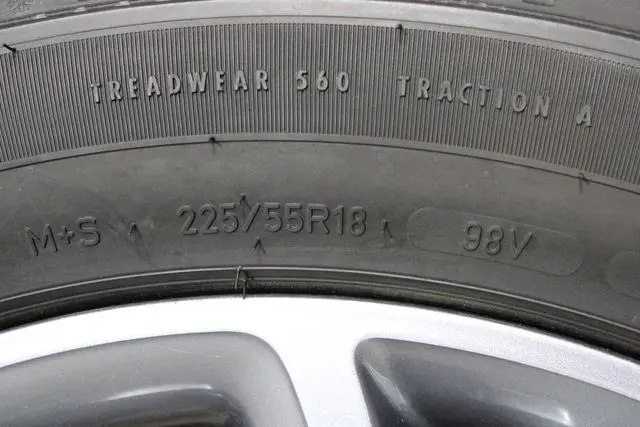 TREADWEAR 560 TRACTION A
M+S 225/55R18 98V